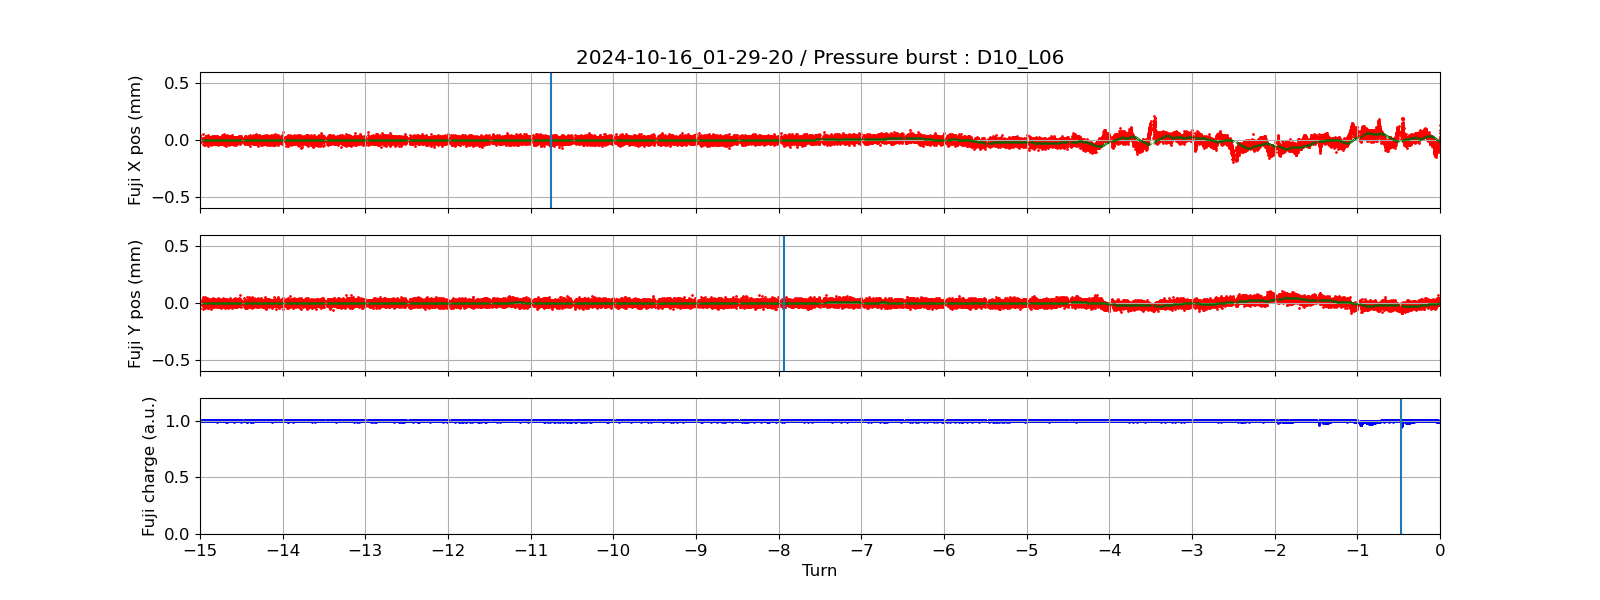 2024-10-16_01-29-20 / Pressure burst : D10_L06
Fuji X pos (mm)
0.5
0.0
−0.5
Fuji Y pos (mm)
0.5
0.0
−0.5
Fuji charge (a.u.)
1.0
0.5
0.0
−15 −14 −13 −12 −11 −10 −9 −8 −7 −6 −5 −4 −3 −2 −1 0
Turn